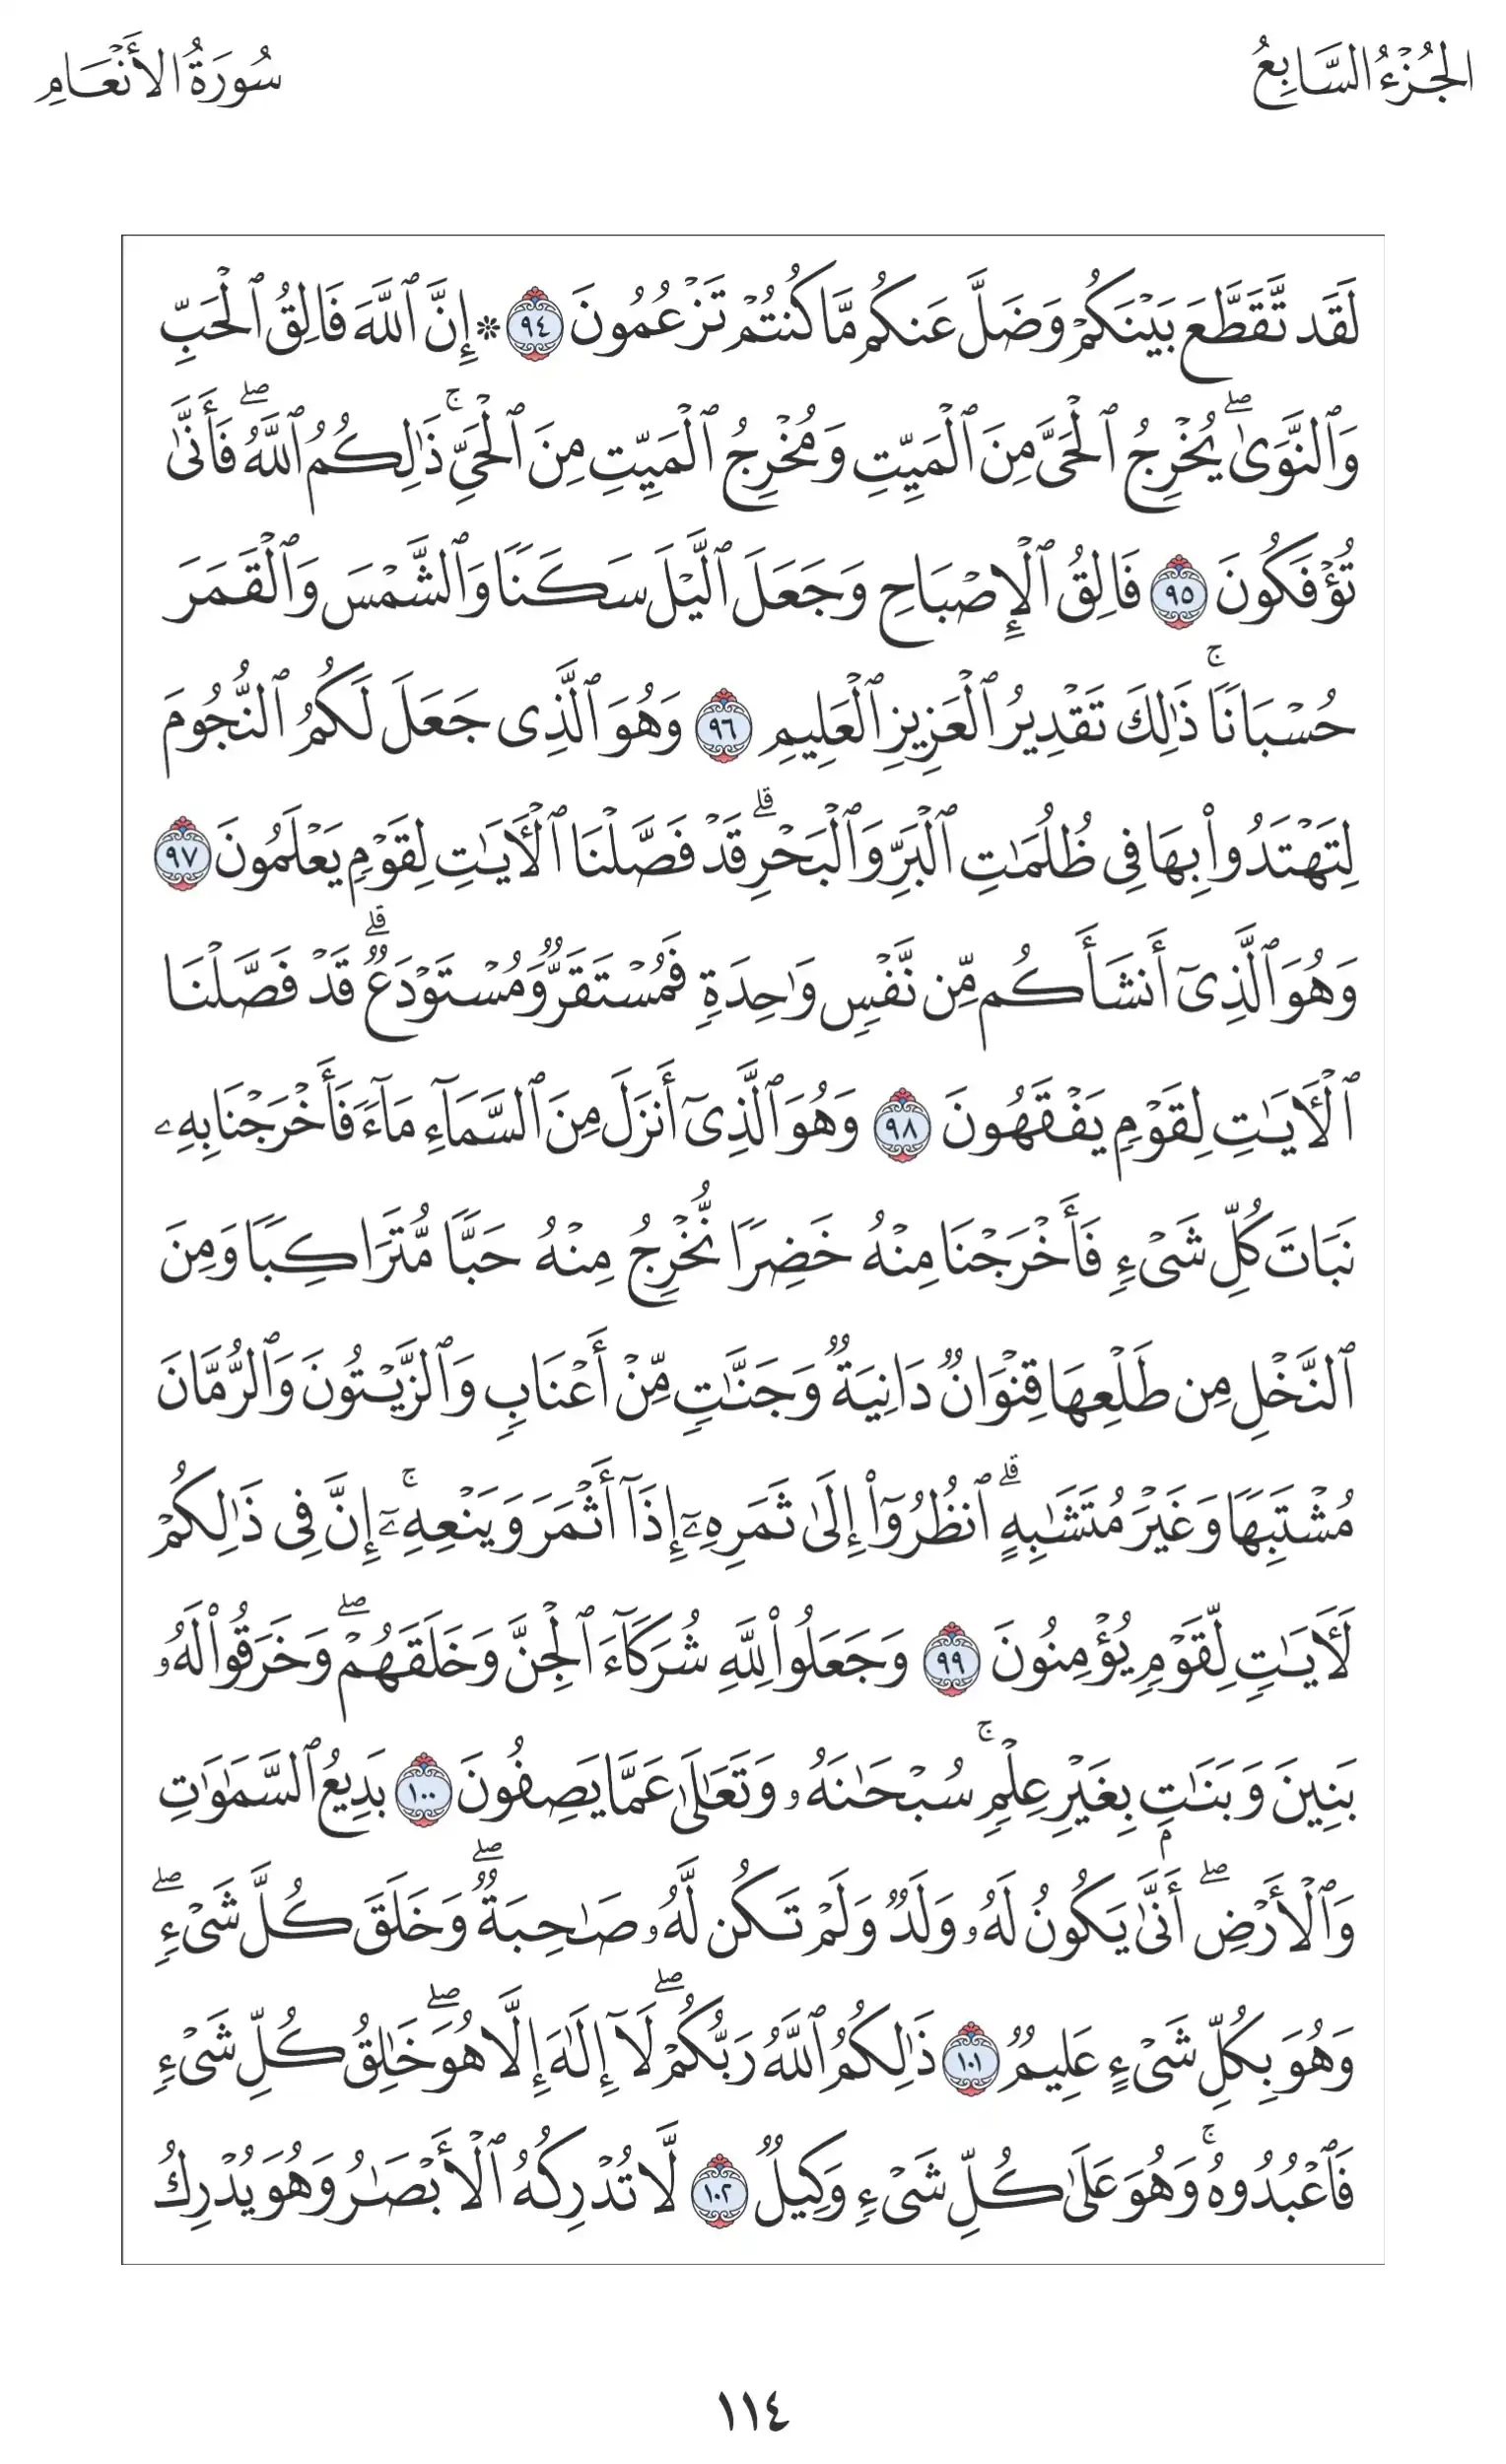 الجُزْءُ السَّابِعُ
سُورَةُ الأَنْعَامِ
لَقَد تَّقَطَّعَ بَيْنَكُمْ وَضَلَّ عَنكُم مَّا كُنتُمْ تَزْعُمُونَ ٩٤ ۞ إِنَّ ٱللَّهَ فَالِقُ ٱلْحَبِّ
وَٱلنَّوَىٰ ۖ يُخْرِجُ ٱلْحَىَّ مِنَ ٱلْمَيِّتِ وَمُخْرِجُ ٱلْمَيِّتِ مِنَ ٱلْحَىِّ ۚ ذَٰلِكُمُ ٱللَّهُ ۖ فَأَنَّىٰ
تُؤْفَكُونَ ٩٥ فَالِقُ ٱلْإِصْبَاحِ وَجَعَلَ ٱلَّيْلَ سَكَنًا وَٱلشَّمْسَ وَٱلْقَمَرَ
حُسْبَانًا ۚ ذَٰلِكَ تَقْدِيرُ ٱلْعَزِيزِ ٱلْعَلِيمِ ٩٦ وَهُوَ ٱلَّذِى جَعَلَ لَكُمُ ٱلنُّجُومَ
لِتَهْتَدُوا۟ بِهَا فِى ظُلُمَٰتِ ٱلْبَرِّ وَٱلْبَحْرِ ۗ قَدْ فَصَّلْنَا ٱلْـَٔايَٰتِ لِقَوْمٍ يَعْلَمُونَ ٩٧
وَهُوَ ٱلَّذِىٓ أَنشَأَكُم مِّن نَّفْسٍ وَٰحِدَةٍ فَمُسْتَقَرٌّ وَمُسْتَوْدَعٌ ۗ قَدْ فَصَّلْنَا
ٱلْـَٔايَٰتِ لِقَوْمٍ يَفْقَهُونَ ٩٨ وَهُوَ ٱلَّذِىٓ أَنزَلَ مِنَ ٱلسَّمَآءِ مَآءً فَأَخْرَجْنَا بِهِۦ
نَبَاتَ كُلِّ شَىْءٍ فَأَخْرَجْنَا مِنْهُ خَضِرًا نُّخْرِجُ مِنْهُ حَبًّا مُّتَرَاكِبًا وَمِنَ
ٱلنَّخْلِ مِن طَلْعِهَا قِنْوَانٌ دَانِيَةٌ وَجَنَّٰتٍ مِّنْ أَعْنَابٍ وَٱلزَّيْتُونَ وَٱلرُّمَّانَ
مُشْتَبِهًا وَغَيْرَ مُتَشَٰبِهٍ ۗ ٱنظُرُوٓا۟ إِلَىٰ ثَمَرِهِۦٓ إِذَآ أَثْمَرَ وَيَنْعِهِۦٓ ۚ إِنَّ فِى ذَٰلِكُمْ
لَـَٔايَٰتٍ لِّقَوْمٍ يُؤْمِنُونَ ٩٩ وَجَعَلُوا۟ لِلَّهِ شُرَكَآءَ ٱلْجِنَّ وَخَلَقَهُمْ ۖ وَخَرَقُوا۟ لَهُۥ
بَنِينَ وَبَنَٰتٍۭ بِغَيْرِ عِلْمٍ ۚ سُبْحَٰنَهُۥ وَتَعَٰلَىٰ عَمَّا يَصِفُونَ ١٠٠ بَدِيعُ ٱلسَّمَٰوَٰتِ
وَٱلْأَرْضِ ۖ أَنَّىٰ يَكُونُ لَهُۥ وَلَدٌ وَلَمْ تَكُن لَّهُۥ صَٰحِبَةٌ ۖ وَخَلَقَ كُلَّ شَىْءٍ ۖ
وَهُوَ بِكُلِّ شَىْءٍ عَلِيمٌ ١٠١ ذَٰلِكُمُ ٱللَّهُ رَبُّكُمْ ۖ لَآ إِلَٰهَ إِلَّا هُوَ ۖ خَٰلِقُ كُلِّ شَىْءٍ
فَٱعْبُدُوهُ ۚ وَهُوَ عَلَىٰ كُلِّ شَىْءٍ وَكِيلٌ ١٠٢ لَّا تُدْرِكُهُ ٱلْأَبْصَٰرُ وَهُوَ يُدْرِكُ
١١٤